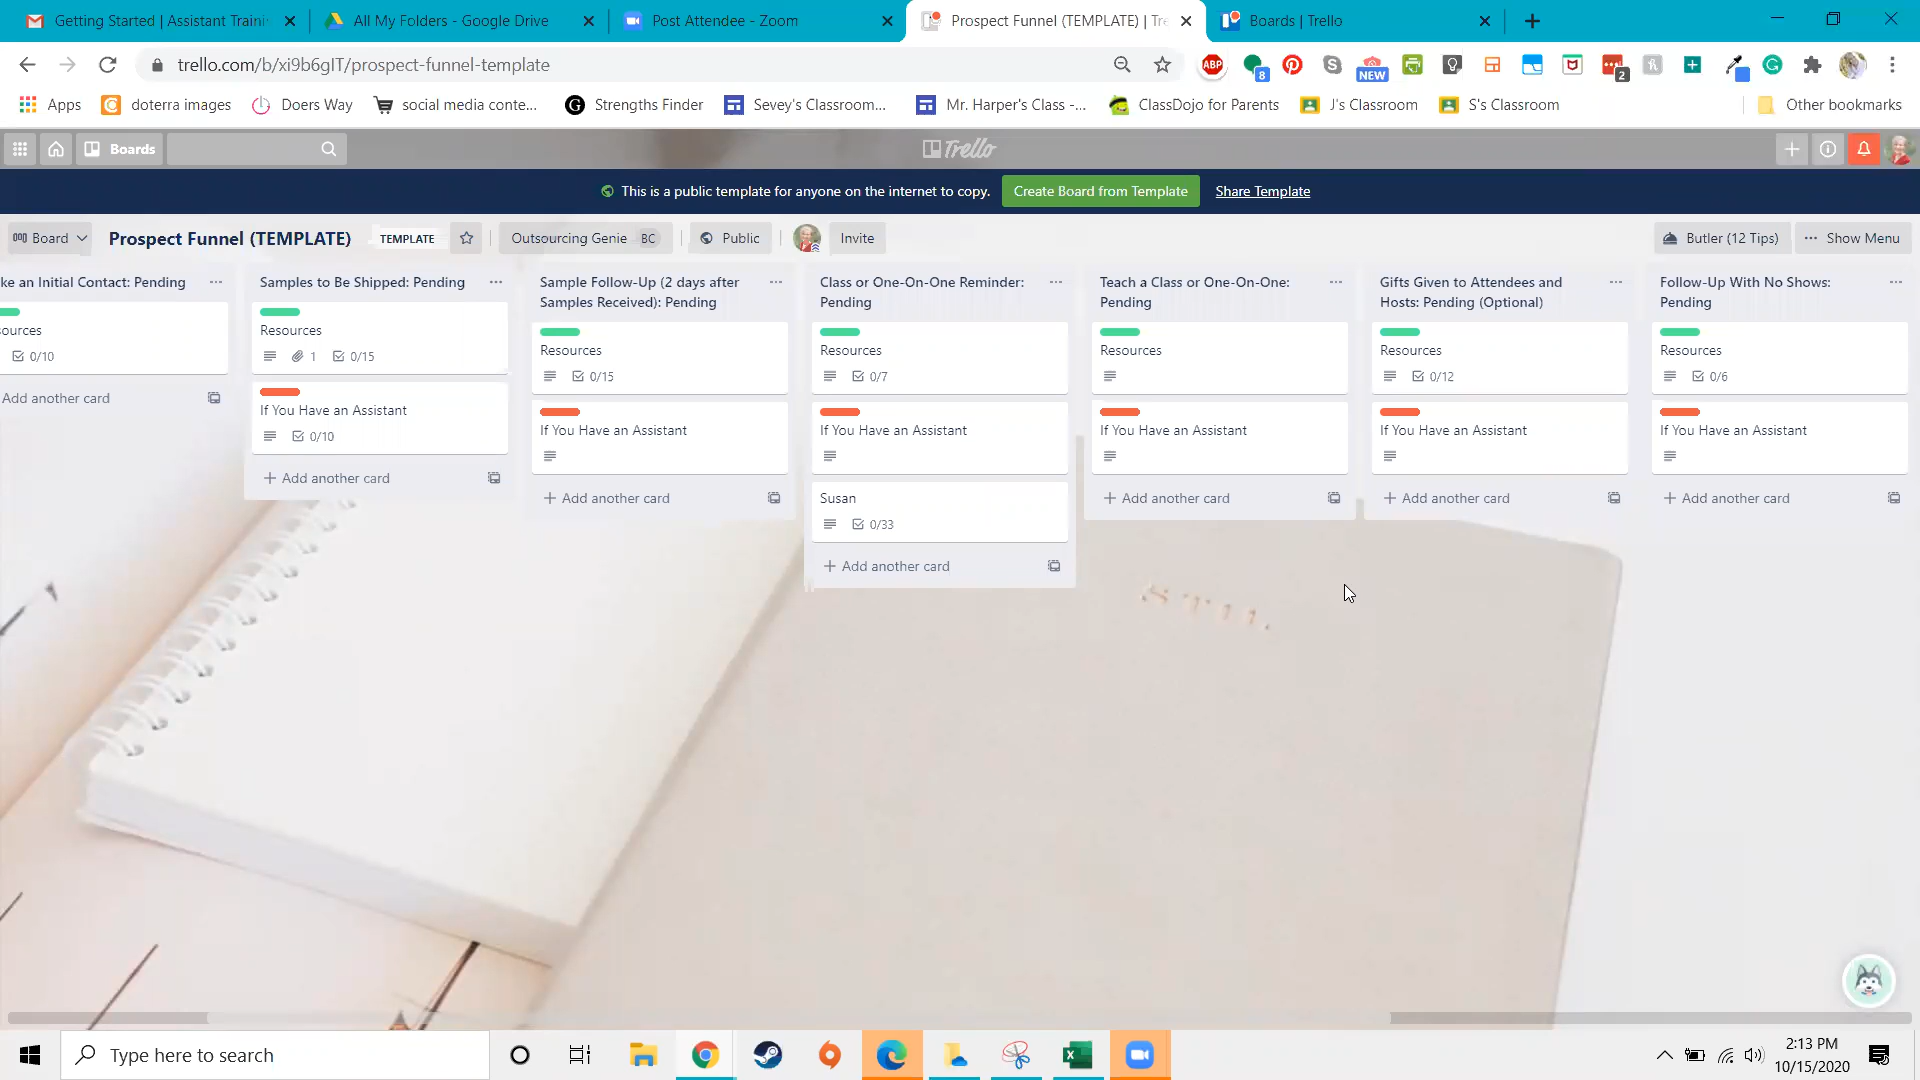 Getting Started | Assistant Traini
All My Folders - Google Drive
Post Attendee - Zoom
Prospect Funnel (TEMPLATE) | Tre
Boards | Trello
trello.com/b/xi9b6gIT/prospect-funnel-template
ABP
8
NEW
2
Apps
doterra images
Doers Way
social media conte...
Strengths Finder
Sevey's Classroom...
Mr. Harper's Class -...
ClassDojo for Parents
J's Classroom
S's Classroom
Other bookmarks
Boards
Trello
This is a public template for anyone on the internet to copy.
Create Board from Template
Share Template
Board
Prospect Funnel (TEMPLATE)
TEMPLATE
Outsourcing Genie BC
Public
Invite
Butler (12 Tips)
Show Menu
ke an Initial Contact: Pending
ources
0/10
Add another card
Samples to Be Shipped: Pending
Resources
1 0/15
If You Have an Assistant
0/10
Add another card
Sample Follow-Up (2 days after
Samples Received): Pending
Resources
0/15
If You Have an Assistant
Add another card
Class or One-On-One Reminder:
Pending
Resources
0/7
If You Have an Assistant
Susan
0/33
Add another card
Teach a Class or One-On-One:
Pending
Resources
If You Have an Assistant
Add another card
Gifts Given to Attendees and
Hosts: Pending (Optional)
Resources
0/12
If You Have an Assistant
Add another card
Follow-Up With No Shows:
Pending
Resources
0/6
If You Have an Assistant
Add another card
Type here to search
2:13 PM
10/15/2020